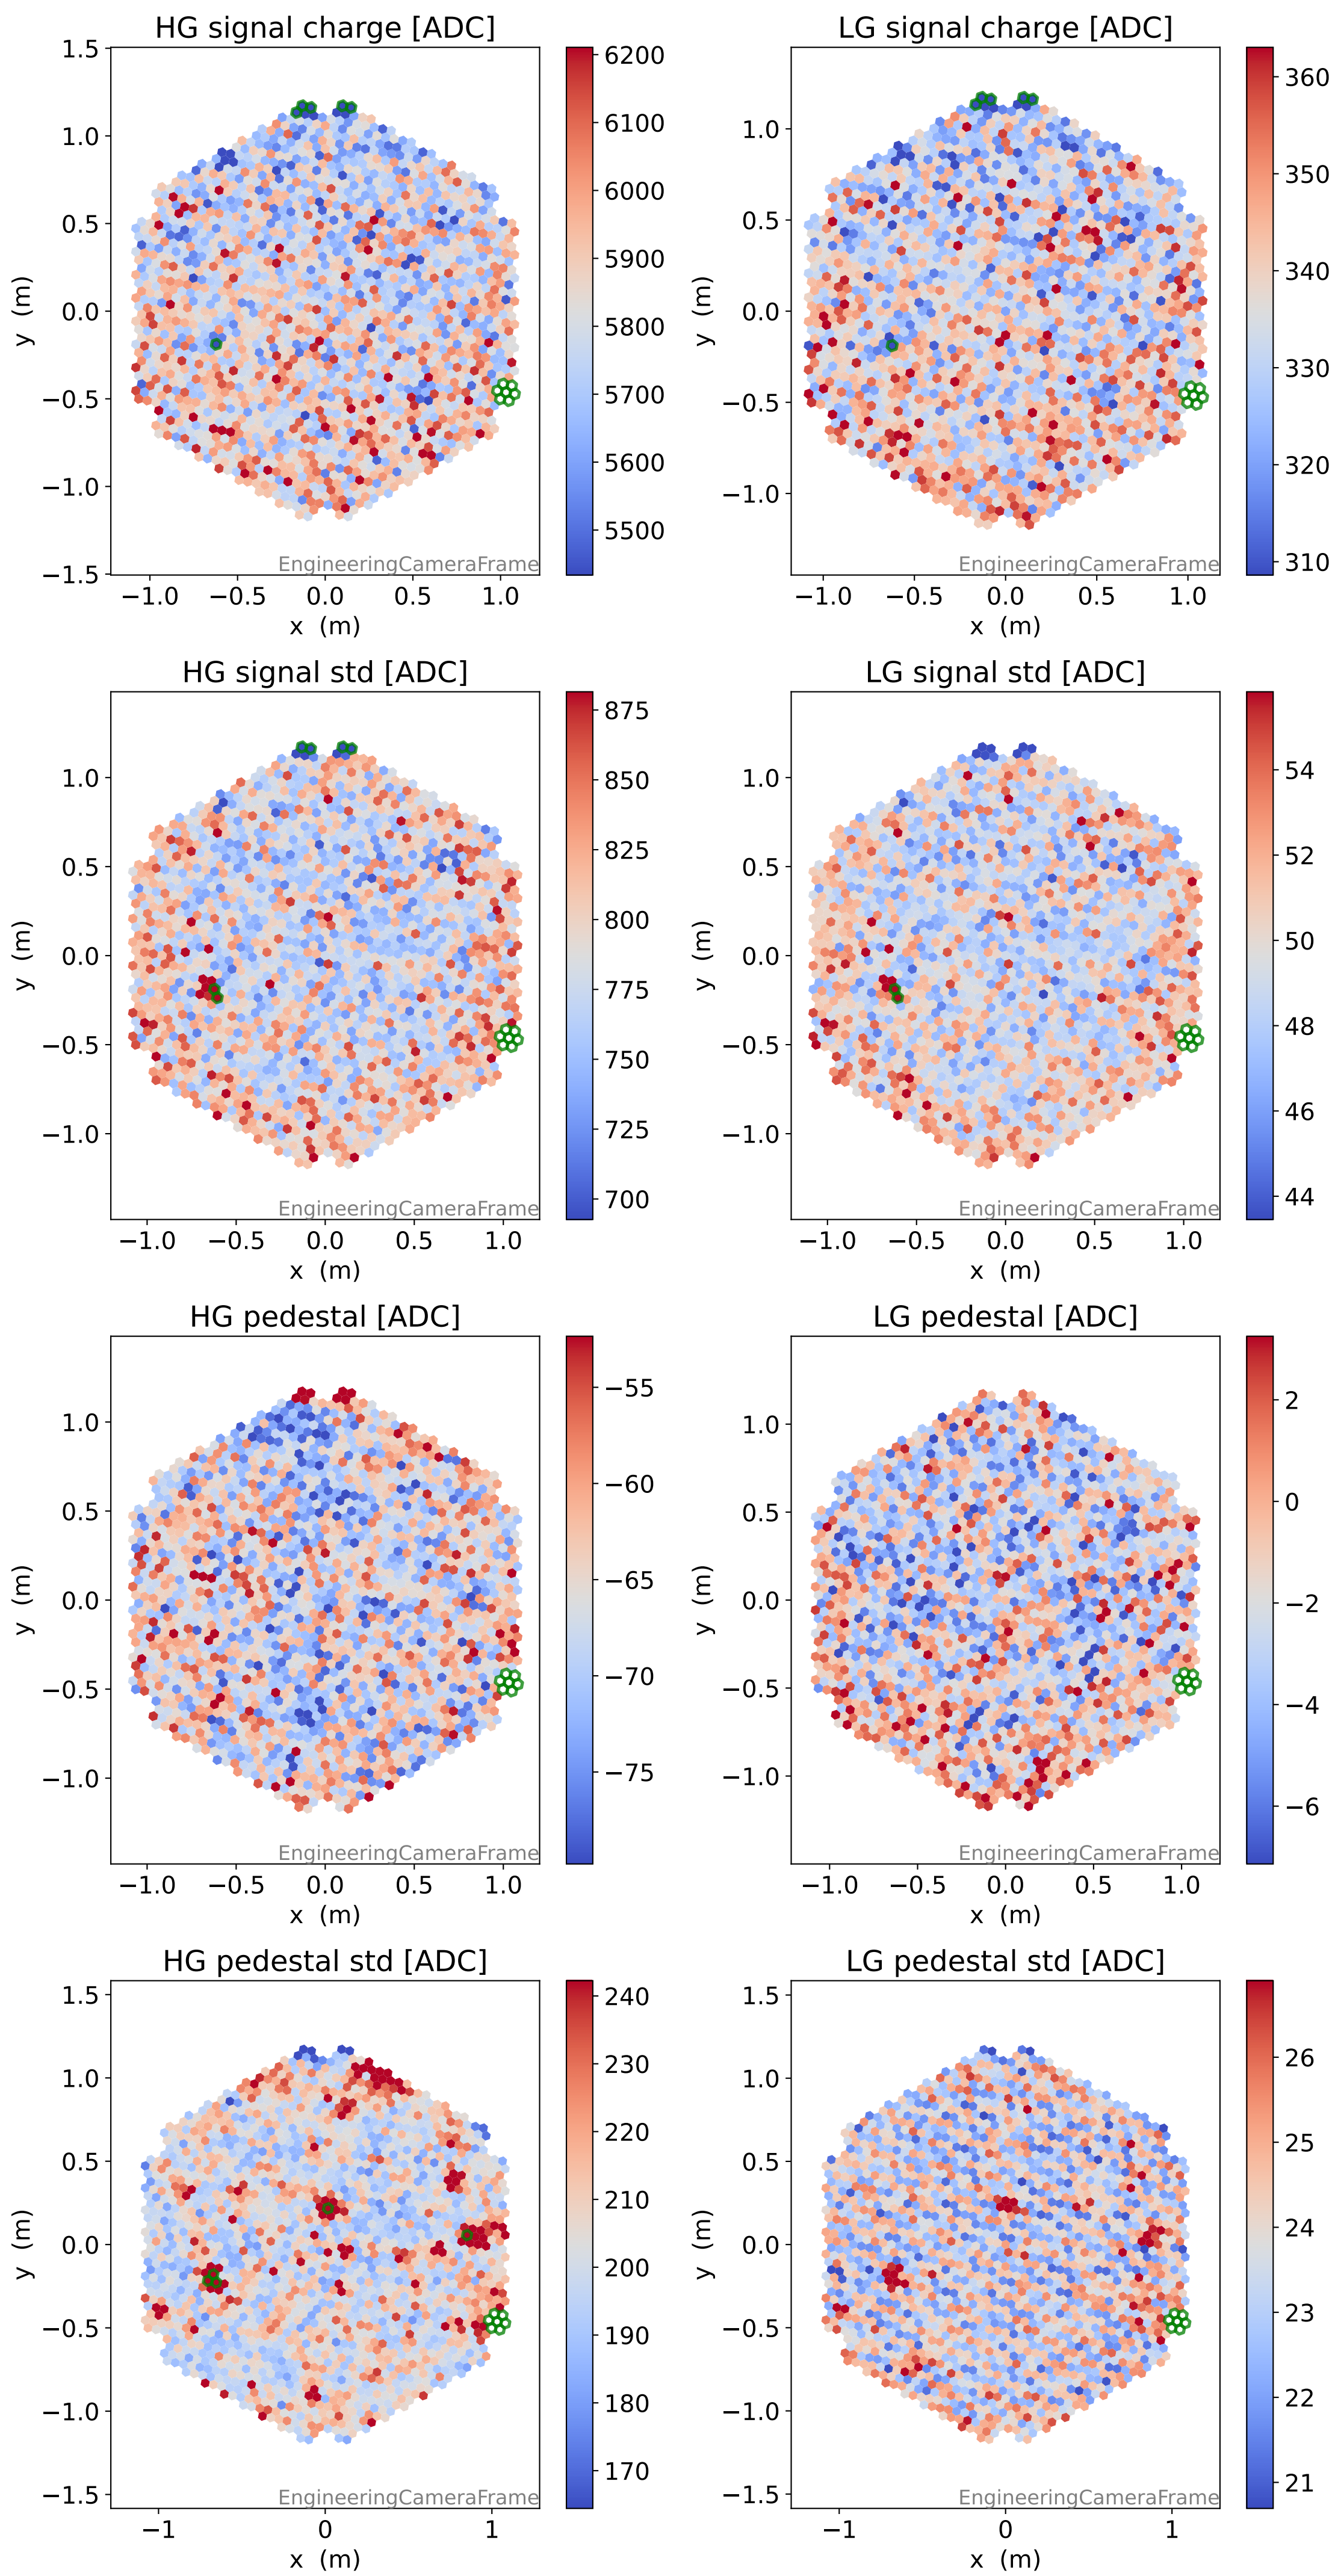 HG signal charge [ADC]
LG signal charge [ADC]
1.5
1.0
0.5
0.0
−0.5
−1.0
−1.5
y (m)
−1.0 −0.5 0.0 0.5 1.0
x (m)
EngineeringCameraFrame
6200
6100
6000
5900
5800
5700
5600
5500
1.0
0.5
0.0
−0.5
−1.0
y (m)
−1.0 −0.5 0.0 0.5 1.0
x (m)
EngineeringCameraFrame
360
350
340
330
320
310
HG signal std [ADC]
LG signal std [ADC]
1.0
0.5
0.0
−0.5
−1.0
y (m)
−1.0 −0.5 0.0 0.5 1.0
x (m)
EngineeringCameraFrame
875
850
825
800
775
750
725
700
1.0
0.5
0.0
−0.5
−1.0
y (m)
−1.0 −0.5 0.0 0.5 1.0
x (m)
EngineeringCameraFrame
54
52
50
48
46
44
HG pedestal [ADC]
LG pedestal [ADC]
1.0
0.5
0.0
−0.5
−1.0
y (m)
−1.0 −0.5 0.0 0.5 1.0
x (m)
EngineeringCameraFrame
−55
−60
−65
−70
−75
1.0
0.5
0.0
−0.5
−1.0
y (m)
−1.0 −0.5 0.0 0.5 1.0
x (m)
EngineeringCameraFrame
2
0
−2
−4
−6
HG pedestal std [ADC]
LG pedestal std [ADC]
1.5
1.0
0.5
0.0
−0.5
−1.0
−1.5
y (m)
−1 0 1
x (m)
EngineeringCameraFrame
240
230
220
210
200
190
180
170
1.5
1.0
0.5
0.0
−0.5
−1.0
−1.5
y (m)
−1 0 1
x (m)
EngineeringCameraFrame
26
25
24
23
22
21